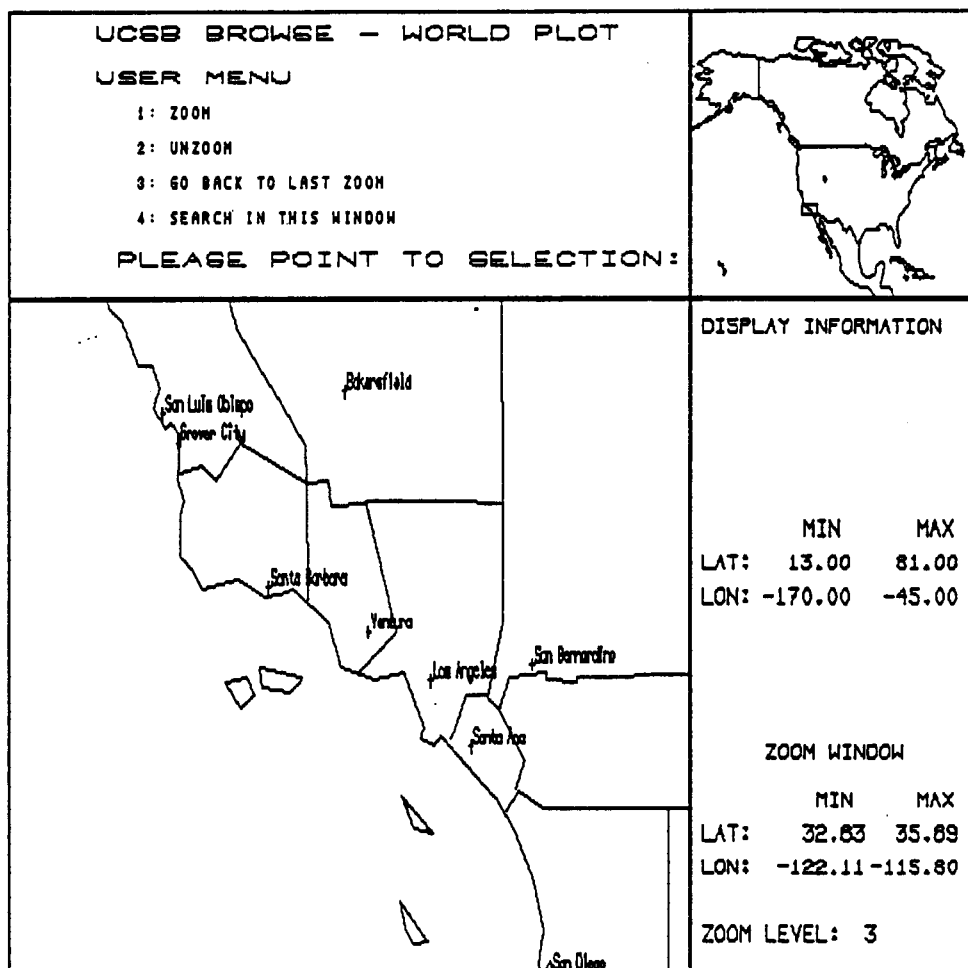 UCSB BROWSE - WORLD PLOT
USER MENU
1: ZOOM
2: UNZOOM
3: GO BACK TO LAST ZOOM
4: SEARCH IN THIS WINDOW
PLEASE POINT TO SELECTION:
Bakersfield
San Luis Obispo
Grover City
Santa Barbara
Ventura
Los Angeles
San Bernardino
Santa Ana
San Diego
DISPLAY INFORMATION
MIN MAX
LAT: 13.00 81.00
LON: -170.00 -45.00
ZOOM WINDOW
MIN MAX
LAT: 32.83 35.89
LON: -122.11 -115.80
ZOOM LEVEL: 3